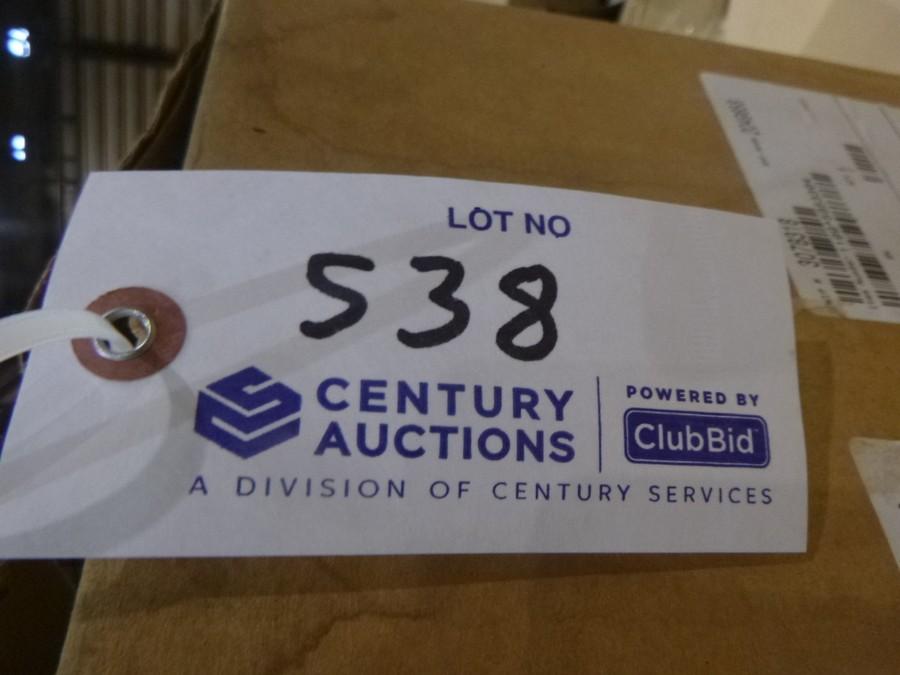 LOT NO
538
CENTURY
AUCTIONS
POWERED BY
ClubBid
A DIVISION OF CENTURY SERVICES